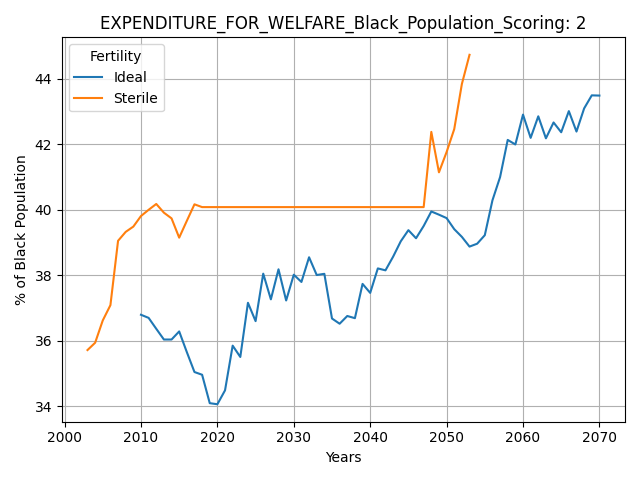 EXPENDITURE_FOR_WELFARE_Black_Population_Scoring: 2
Fertility
Ideal
Sterile
% of Black Population
44
42
40
38
36
34
2000 2010 2020 2030 2040 2050 2060 2070
Years